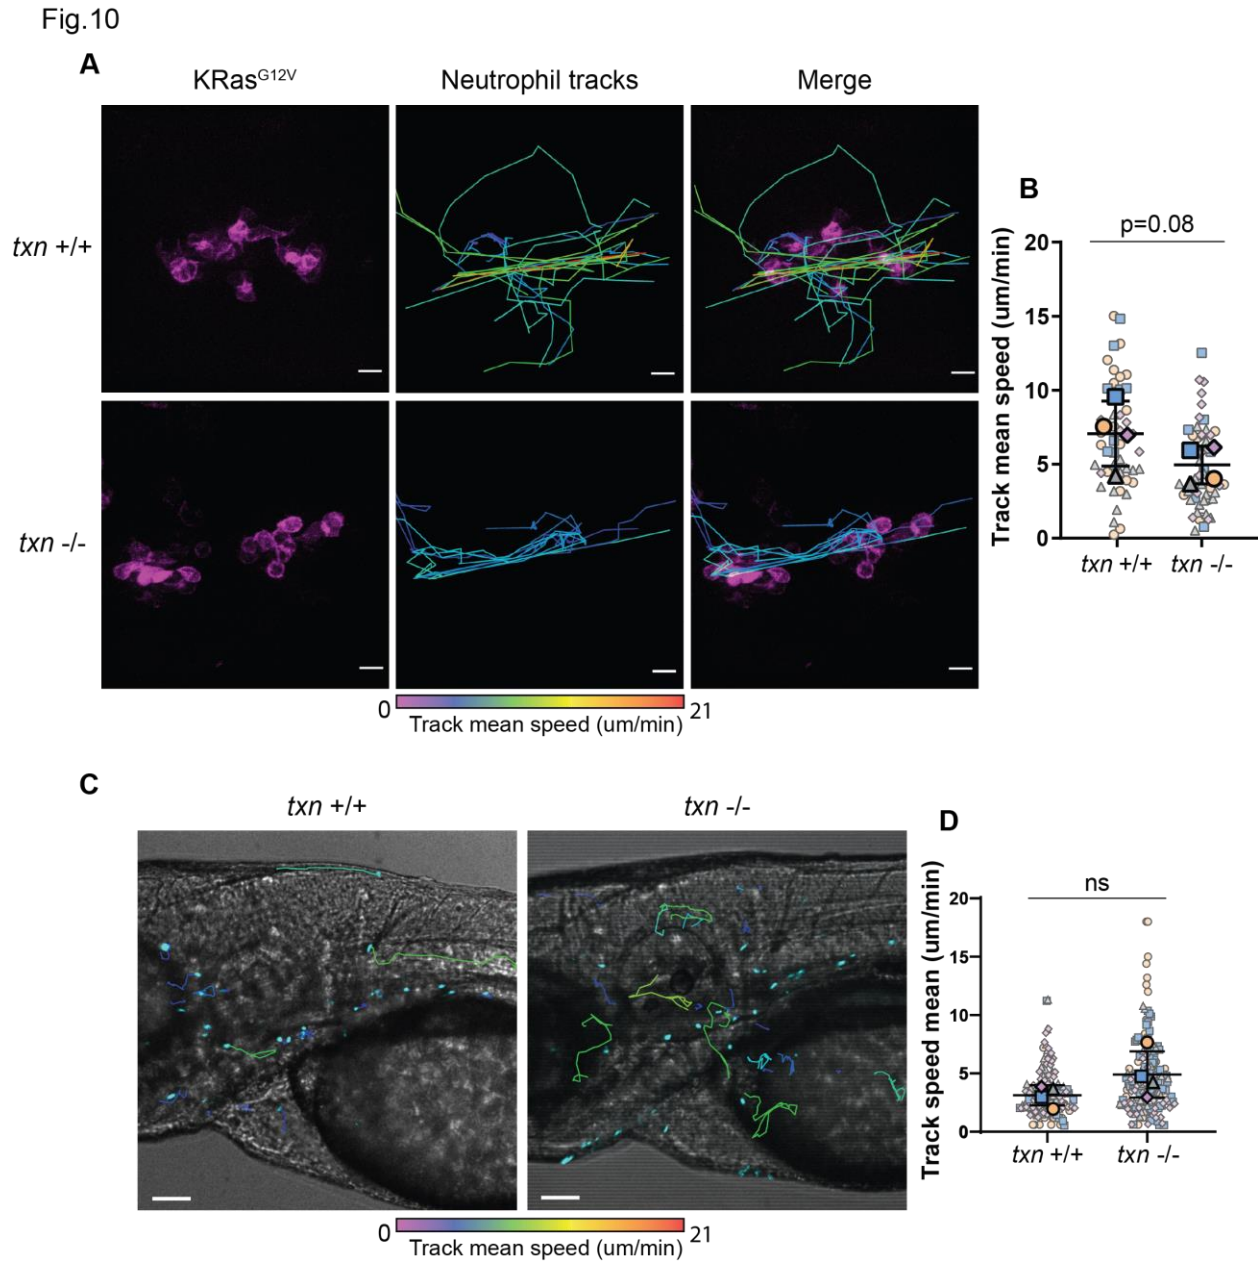 Fig.10
A
KRasG12V
Neutrophil tracks
Merge
txn +/+
txn -/-
0
21
Track mean speed (um/min)
B
p=0.08
Track mean speed (um/min)
20
15
10
5
0
txn +/+
txn -/-
C
txn +/+
txn -/-
0
21
Track mean speed (um/min)
D
ns
Track speed mean (um/min)
20
15
10
5
0
txn +/+
txn -/-